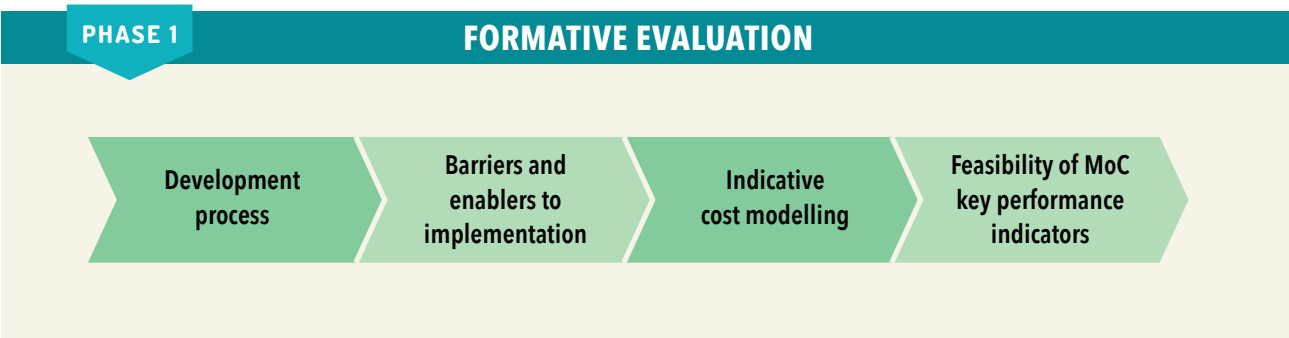 PHASE 1
FORMATIVE EVALUATION
Development
process
Barriers and
enablers to
implementation
Indicative
cost modelling
Feasibility of MoC
key performance
indicators